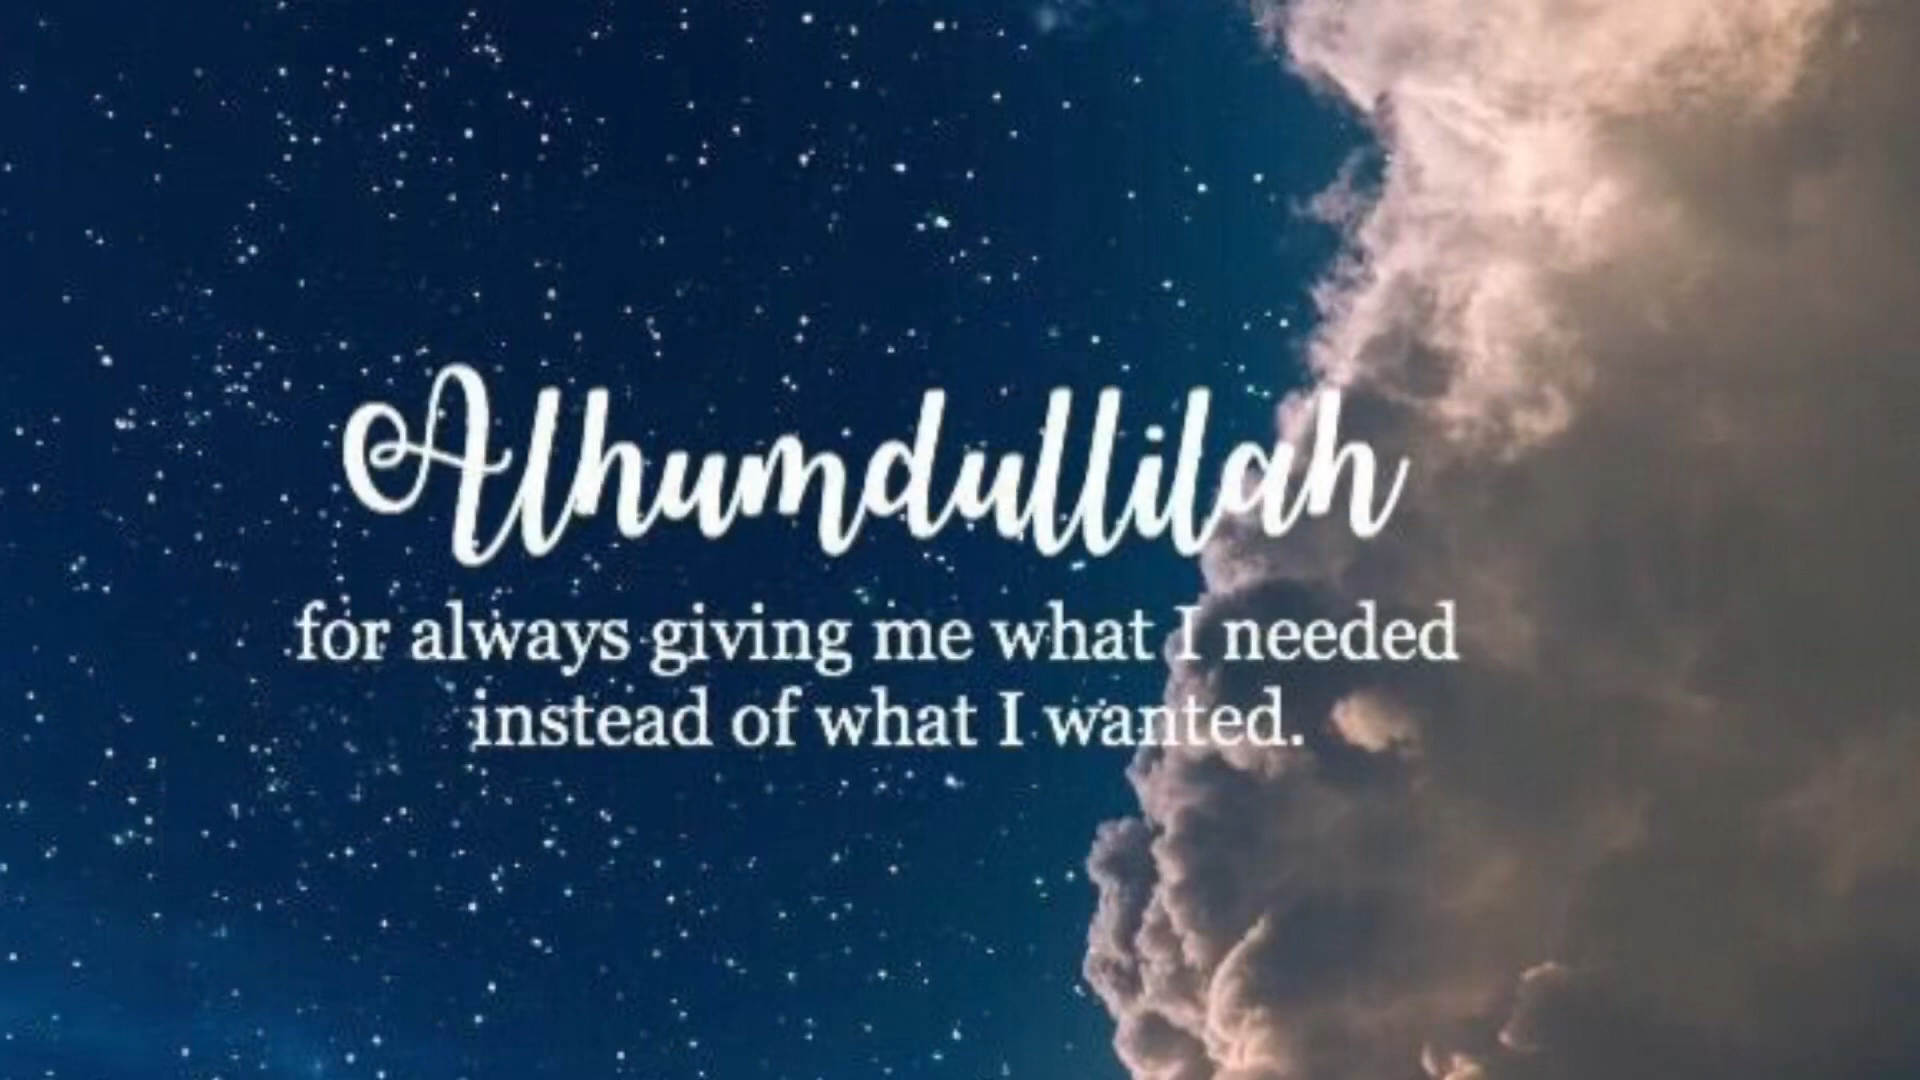 Alhumdullilah
for always giving me what I needed
instead of what I wanted.